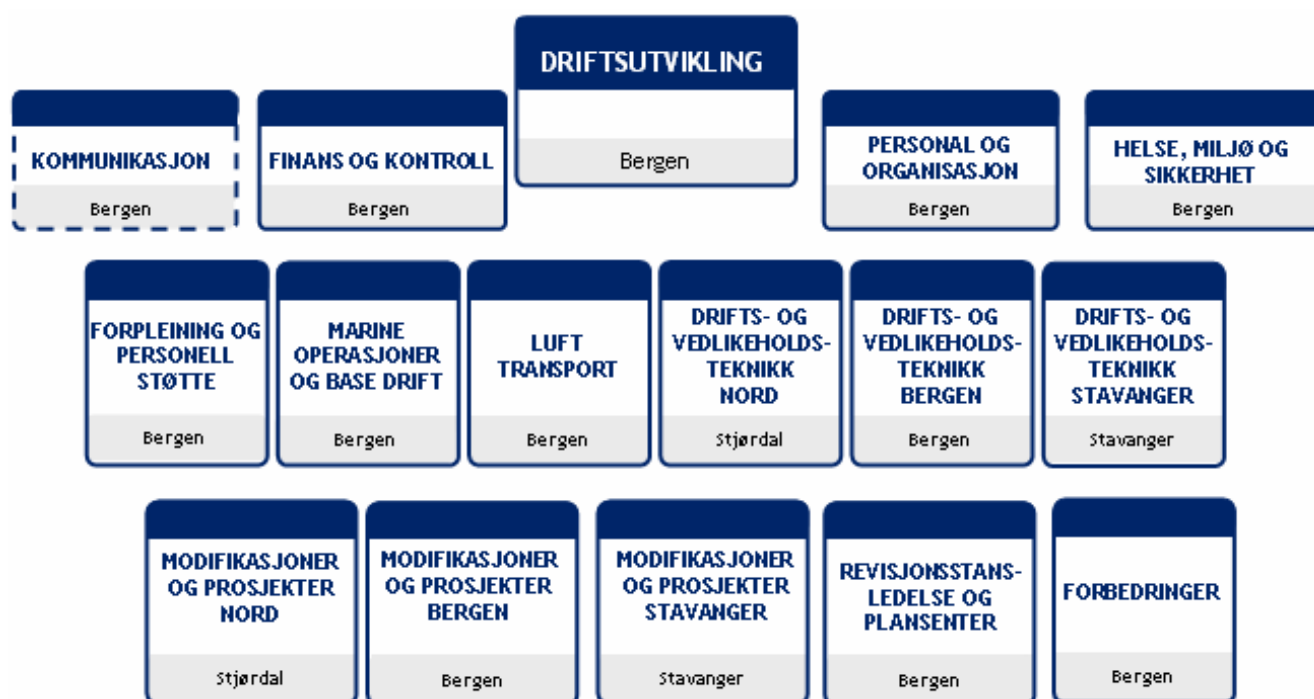 DRIFTSUTVIKLING
Bergen
KOMMUNIKASJON
Bergen
FINANS OG KONTROLL
Bergen
PERSONAL OG
ORGANISASJON
Bergen
HELSE, MILJØ OG
SIKKERHET
Bergen
FORPLEINING OG
PERSONELL
STØTTE
Bergen
MARINE
OPERASJONER
OG BASE DRIFT
Bergen
LUFT
TRANSPORT
Bergen
DRIFTS- OG
VEDLIKEHOLDS-
TEKNIKK
NORD
Stjørdal
DRIFTS- OG
VEDLIKEHOLDS-
TEKNIKK
BERGEN
Bergen
DRIFTS- OG
VEDLIKEHOLDS-
TEKNIKK
STAVANGER
Stavanger
MODIFIKASJONER
OG PROSJEKTER
NORD
Stjørdal
MODIFIKASJONER
OG PROSJEKTER
BERGEN
Bergen
MODIFIKASJONER
OG PROSJEKTER
STAVANGER
Stavanger
REVISJONSSTANS-
LEDELSE OG
PLANSENTER
Bergen
FORBEDRINGER
Bergen